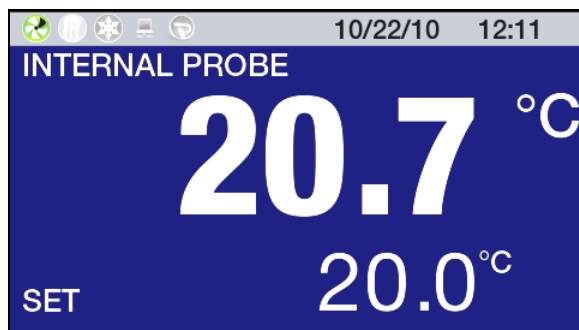 10/22/10 12:11
INTERNAL PROBE
20.7 °C
20.0°C
SET